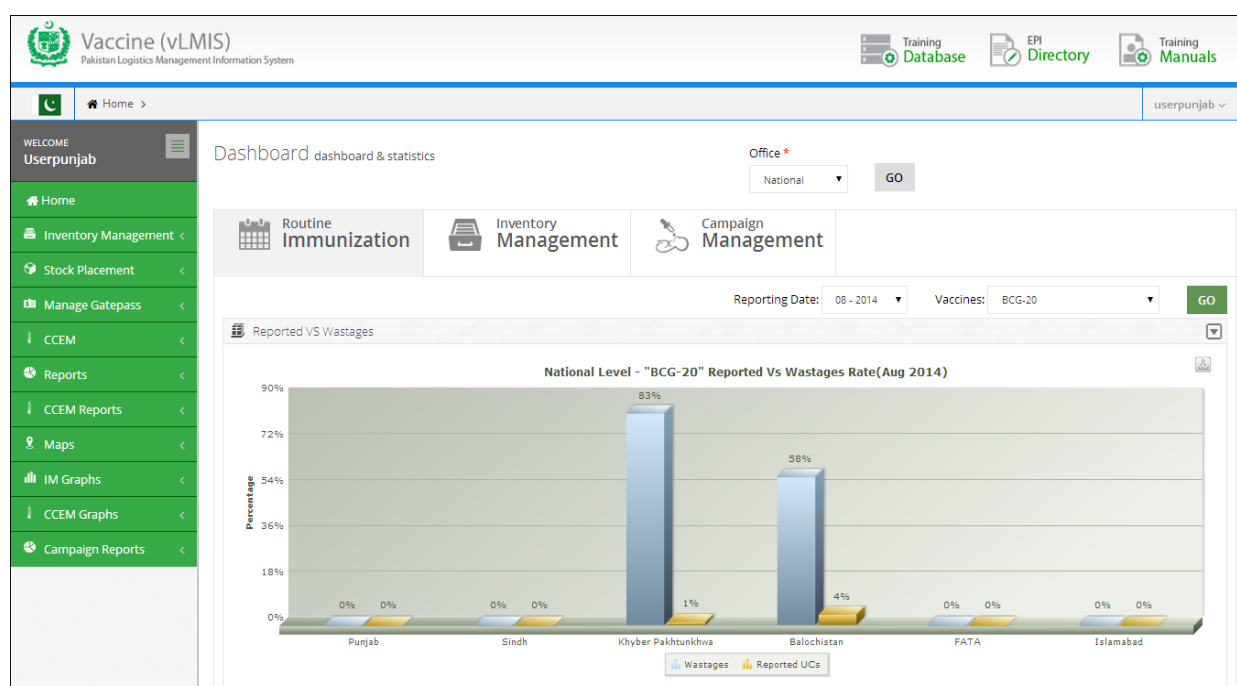 Vaccine (vLMIS)
Pakistan Logistics Management Information System
Training
Database
EPI
Directory
Training
Manuals
Home >
userpunjab
WELCOME
Userpunjab
Home
Inventory Management <
Stock Placement <
Manage Gatepass <
CCEM <
Reports <
CCEM Reports <
Maps <
IM Graphs <
CCEM Graphs <
Campaign Reports <
Dashboard dashboard & statistics
Office *
National
GO
Routine
Immunization
Inventory
Management
Campaign
Management
Reporting Date: 08 - 2014 Vaccines: BCG-20 GO
Reported VS Wastages
National Level - "BCG-20" Reported Vs Wastages Rate(Aug 2014)
Percentage
90%
72%
54%
36%
18%
0%
0% 0% 0% 0% 83% 1% 58% 4% 0% 0% 0% 0%
Punjab Sindh Khyber Pakhtunkhwa Balochistan FATA Islamabad
Wastages Reported UCs